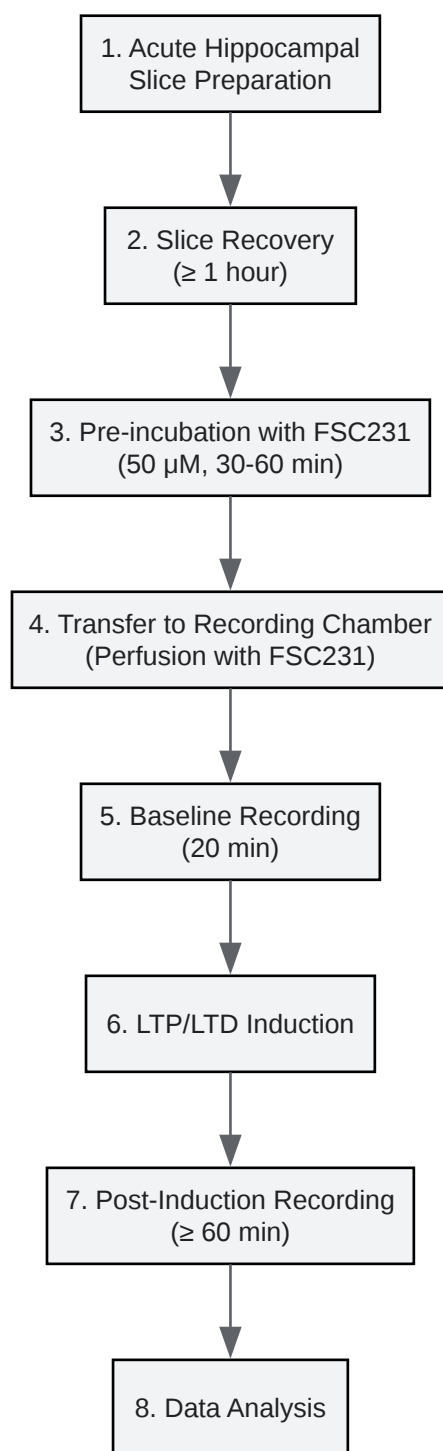 1. Acute Hippocampal
Slice Preparation
2. Slice Recovery
(≥ 1 hour)
3. Pre-incubation with FSC231
(50 μM, 30-60 min)
4. Transfer to Recording Chamber
(Perfusion with FSC231)
5. Baseline Recording
(20 min)
6. LTP/LTD Induction
7. Post-Induction Recording
(≥ 60 min)
8. Data Analysis